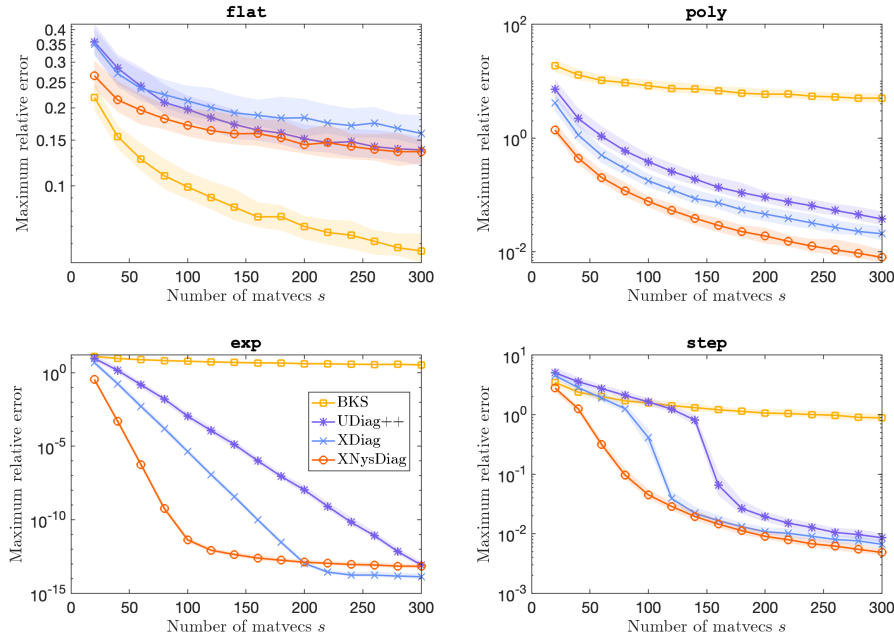 flat
Maximum relative error
0.4
0.35
0.3
0.25
0.2
0.15
0.1
0 50 100 150 200 250 300
Number of matvecs s
poly
Maximum relative error
10^2
10^0
10^-2
0 50 100 150 200 250 300
Number of matvecs s
exp
Maximum relative error
10^0
10^-5
10^-10
10^-15
BKS
UDiag++
XDiag
XNysDiag
0 50 100 150 200 250 300
Number of matvecs s
step
Maximum relative error
10^1
10^0
10^-1
10^-2
10^-3
0 50 100 150 200 250 300
Number of matvecs s